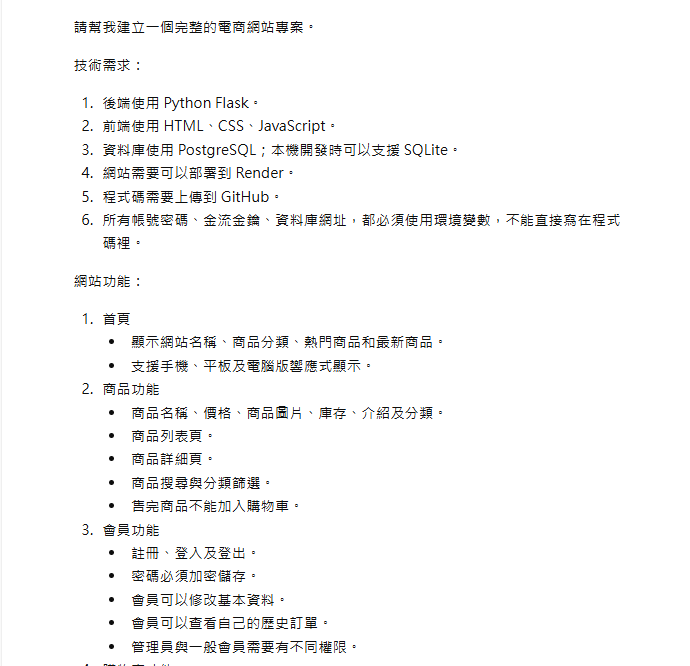 請幫我建立一個完整的電商網站專案。
技術需求：
1. 後端使用 Python Flask。
2. 前端使用 HTML、CSS、JavaScript。
3. 資料庫使用 PostgreSQL；本機開發時可以支援 SQLite。
4. 網站需要可以部署到 Render。
5. 程式碼需要上傳到 GitHub。
6. 所有帳號密碼、金流金鑰、資料庫網址，都必須使用環境變數，不能直接寫在程式
碼裡。
網站功能：
1. 首頁
• 顯示網站名稱、商品分類、熱門商品和最新商品。
• 支援手機、平板及電腦版響應式顯示。
2. 商品功能
• 商品名稱、價格、商品圖片、庫存、介紹及分類。
• 商品列表頁。
• 商品詳細頁。
• 商品搜尋與分類篩選。
• 售完商品不能加入購物車。
3. 會員功能
• 註冊、登入及登出。
• 密碼必須加密儲存。
• 會員可以修改基本資料。
• 會員可以查看自己的歷史訂單。
• 管理員與一般會員需要有不同權限。